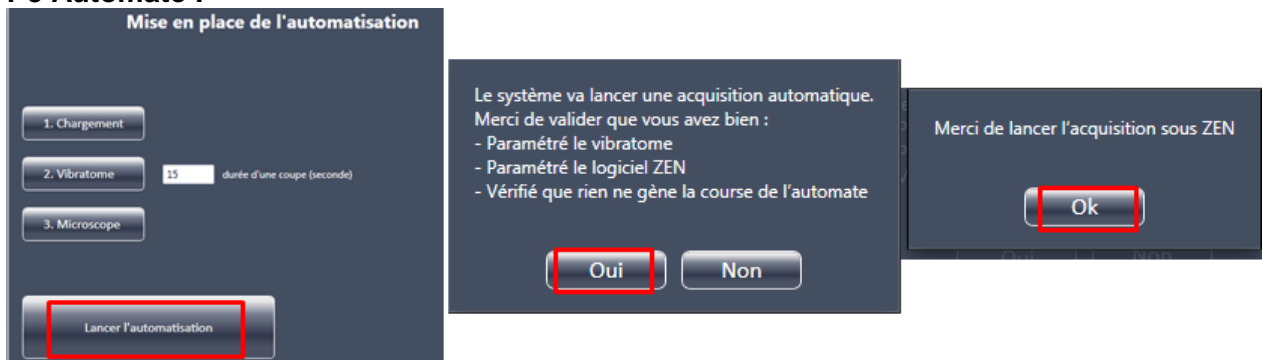 Mise en place de l'automatisation
1. Chargement
2. Vibratome
15
durée d'une coupe (seconde)
3. Microscope
Lancer l'automatisation
Le système va lancer une acquisition automatique.
Merci de valider que vous avez bien :
- Paramétré le vibratome
- Paramétré le logiciel ZEN
- Vérifié que rien ne gène la course de l'automate
Oui
Non
Merci de lancer l'acquisition sous ZEN
Ok
Oui
Non